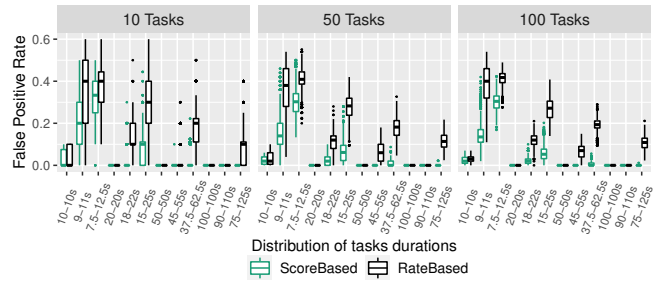 10 Tasks 50 Tasks 100 Tasks
False Positive Rate
0.6
0.4
0.2
0.0
10−10s 9−11s 7.5−12.5s 20−20s 18−22s 15−25s 50−50s 45−55s 37.5−62.5s 100−100s 90−110s 75−125s
10−10s 9−11s 7.5−12.5s 20−20s 18−22s 15−25s 50−50s 45−55s 37.5−62.5s 100−100s 90−110s 75−125s
10−10s 9−11s 7.5−12.5s 20−20s 18−22s 15−25s 50−50s 45−55s 37.5−62.5s 100−100s 90−110s 75−125s
Distribution of tasks durations
ScoreBased RateBased